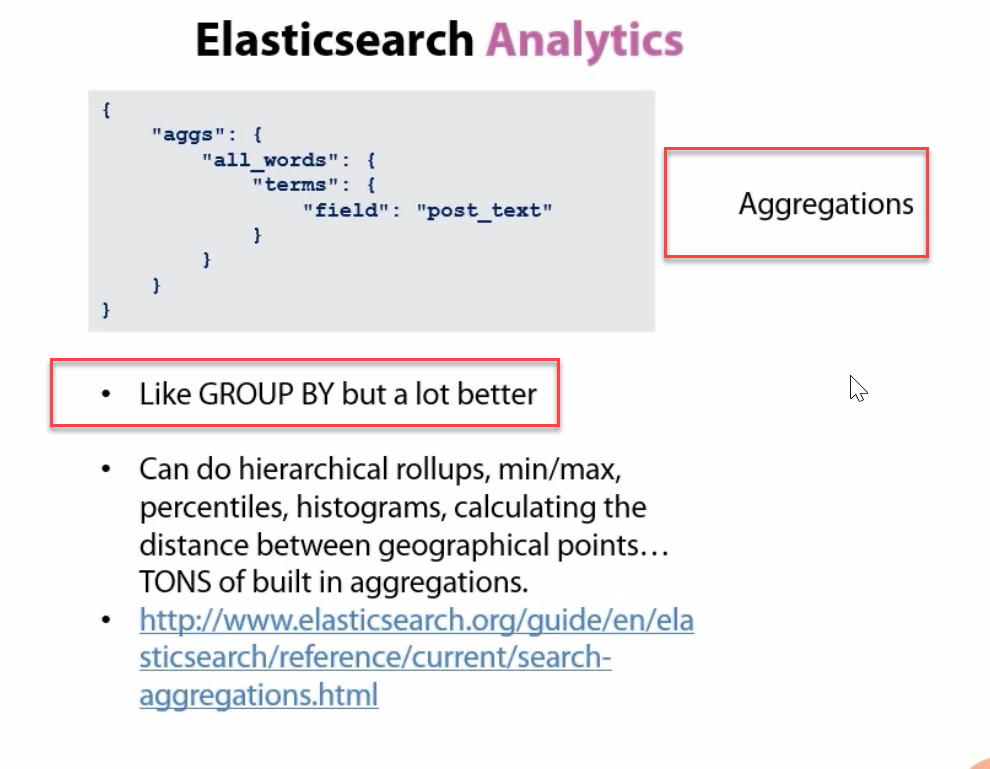 Elasticsearch Analytics
{
"aggs": {
"all_words": {
"terms": {
"field": "post_text"
}
}
}
}
Aggregations
• Like GROUP BY but a lot better
• Can do hierarchical rollups, min/max,
percentiles, histograms, calculating the
distance between geographical points…
TONS of built in aggregations.
• http://www.elasticsearch.org/guide/en/ela
sticsearch/reference/current/search-
aggregations.html